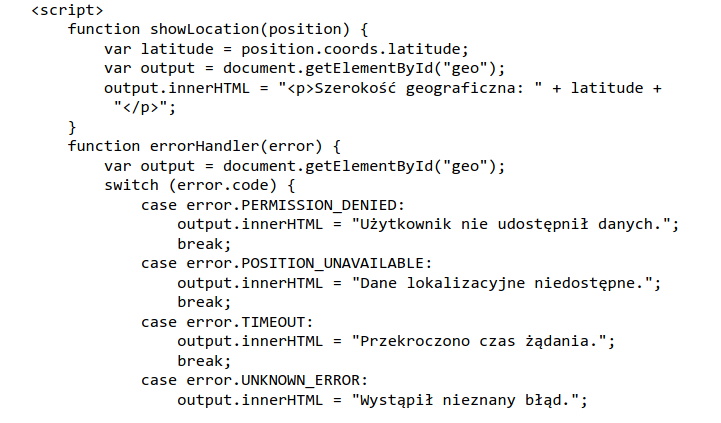 <script>
function showLocation(position) {
var latitude = position.coords.latitude;
var output = document.getElementById("geo");
output.innerHTML = "<p>Szerokość geograficzna: " + latitude +
"</p>";
}
function errorHandler(error) {
var output = document.getElementById("geo");
switch (error.code) {
case error.PERMISSION_DENIED:
output.innerHTML = "Użytkownik nie udostępnił danych.";
break;
case error.POSITION_UNAVAILABLE:
output.innerHTML = "Dane lokalizacyjne niedostępne.";
break;
case error.TIMEOUT:
output.innerHTML = "Przekroczono czas żądania.";
break;
case error.UNKNOWN_ERROR:
output.innerHTML = "Wystąpił nieznany błąd.";